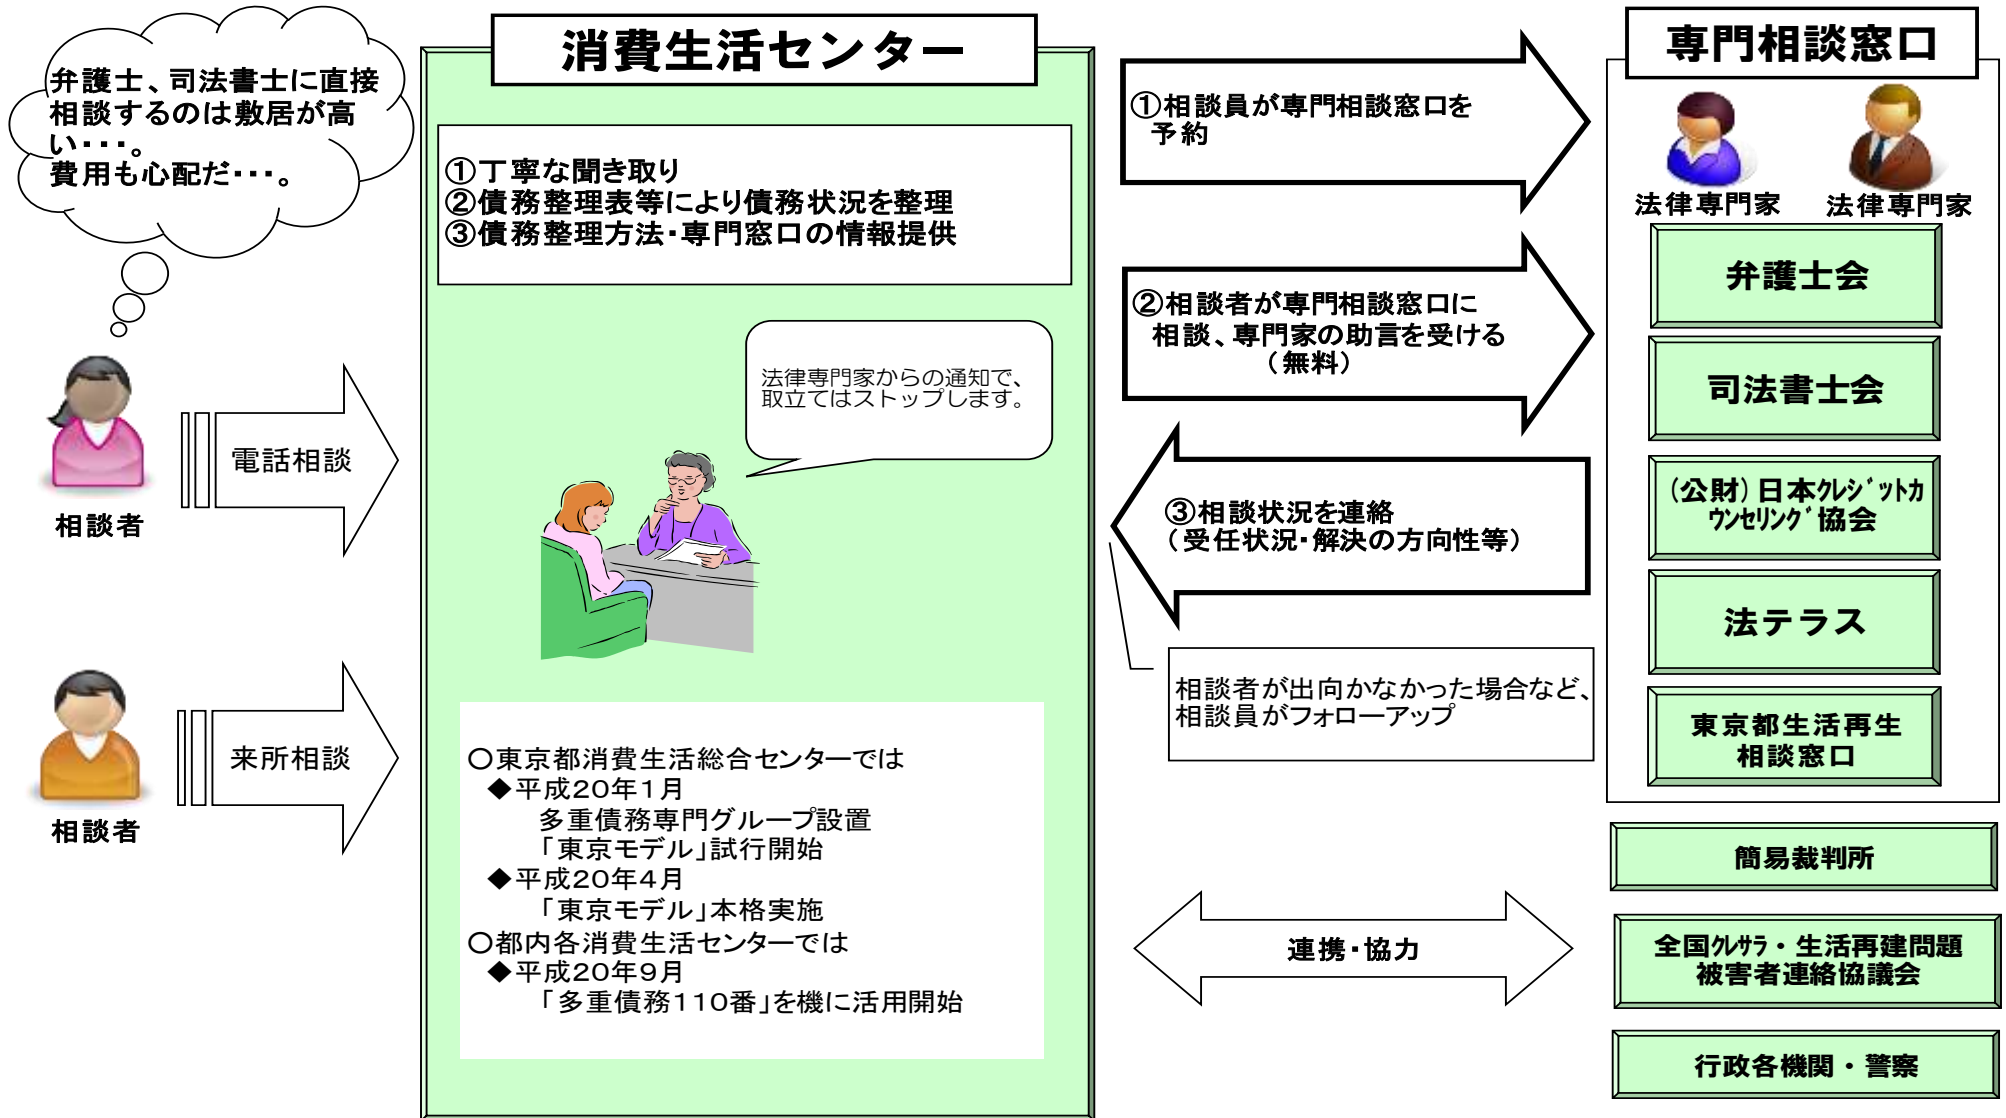 弁護士、司法書士に直接
相談するのは敷居が高
い・・・。
費用も心配だ・・・。
相談者
電話相談
相談者
来所相談
消費生活センター
①丁寧な聞き取り
②債務整理表等により債務状況を整理
③債務整理方法・専門窓口の情報提供
法律専門家からの通知で、
取立てはストップします。
○東京都消費生活総合センターでは
◆平成20年1月
多重債務専門グループ設置
「東京モデル」試行開始
◆平成20年4月
「東京モデル」本格実施
○都内各消費生活センターでは
◆平成20年9月
「多重債務110番」を機に活用開始
①相談員が専門相談窓口を
予約
②相談者が専門相談窓口に
相談、専門家の助言を受ける
（無料）
③相談状況を連絡
（受任状況・解決の方向性等）
相談者が出向かなかった場合など、
相談員がフォローアップ
連携・協力
専門相談窓口
法律専門家 法律専門家
弁護士会
司法書士会
(公財)日本ｸﾚｼﾞｯﾄカ
ｳﾝｾﾘﾝｸﾞ協会
法テラス
東京都生活再生
相談窓口
簡易裁判所
全国ｸﾚｻﾗ・生活再建問題
被害者連絡協議会
行政各機関・警察